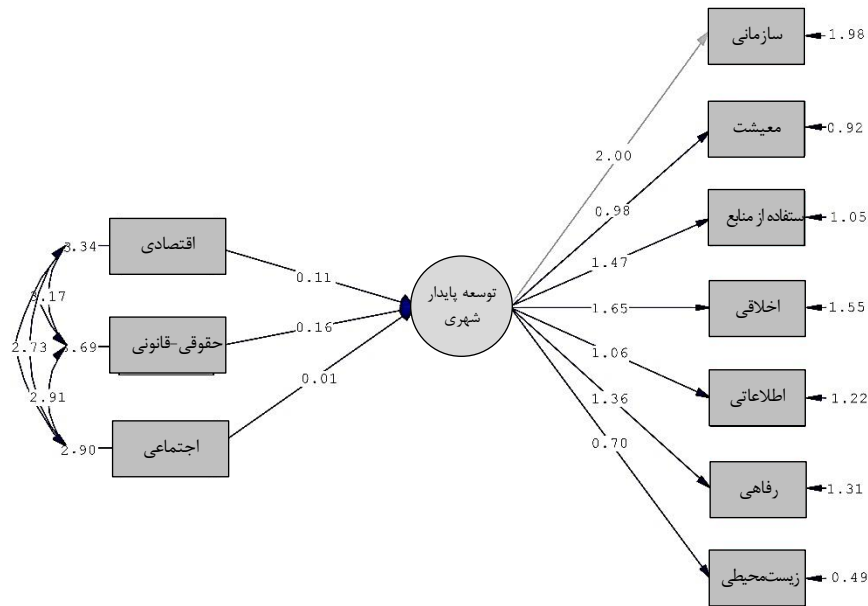 سازمانی
1.98
معیشت
0.92
2.00
ستفاده از منابع
1.05
0.98
اقتصادی
3.34
0.11
1.47
توسعه پایدار
شهری
3.17
1.65
اخلاقی
1.55
حقوقی-قانونی
.69
0.16
2.73
1.06
0.01
2.91
1.36
اطلاعاتی
1.22
اجتماعی
2.90
0.70
رفاهی
1.31
زیست‌محیطی
0.49